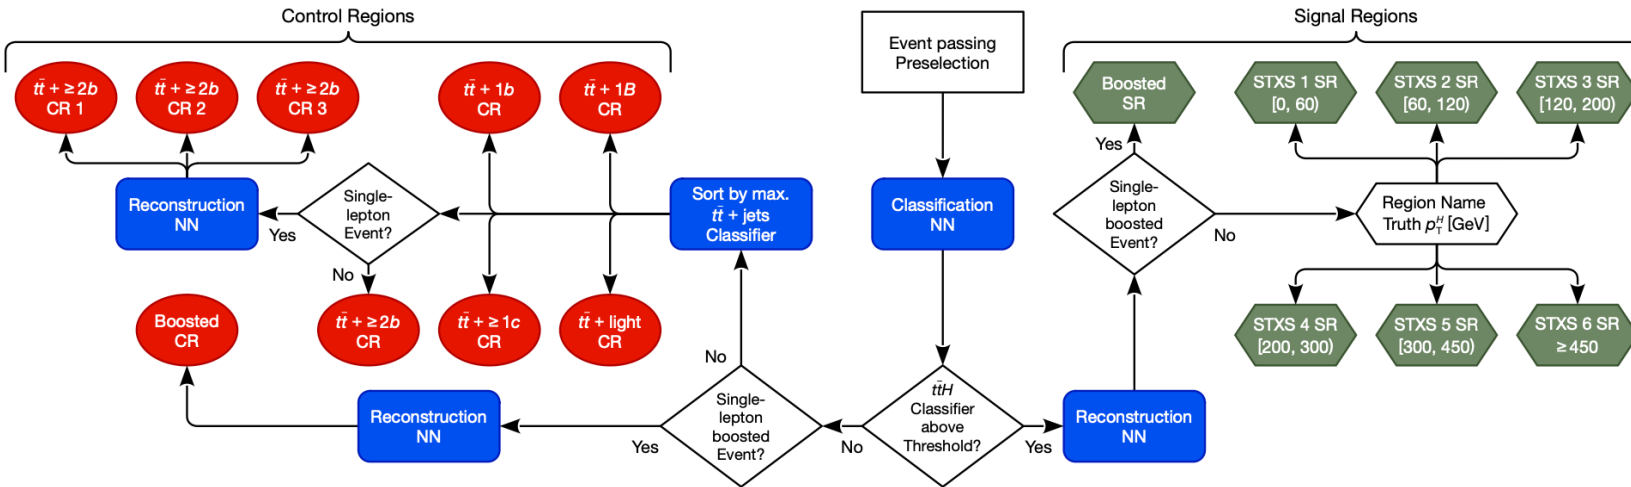 Control Regions
Signal Regions
Event passing
Preselection
tt̄ + ≥ 2b
CR 1
tt̄ + ≥ 2b
CR 2
tt̄ + ≥ 2b
CR 3
tt̄ + 1b
CR
tt̄ + 1B
CR
Boosted
SR
STXS 1 SR
[0, 60)
STXS 2 SR
[60, 120)
STXS 3 SR
[120, 200)
Yes
Reconstruction
NN
Yes
Single-
lepton
Event?
No
Sort by max.
tt̄ + jets
Classifier
Classification
NN
Single-
lepton
boosted
Event?
No
Region Name
Truth p_T^H [GeV]
Boosted
CR
tt̄ + ≥ 2b
CR
tt̄ + ≥ 1c
CR
tt̄ + light
CR
STXS 4 SR
[200, 300)
STXS 5 SR
[300, 450)
STXS 6 SR
≥ 450
No
Reconstruction
NN
Yes
Single-
lepton
boosted
Event?
No
tt̄H
Classifier
above
Threshold?
Yes
Reconstruction
NN